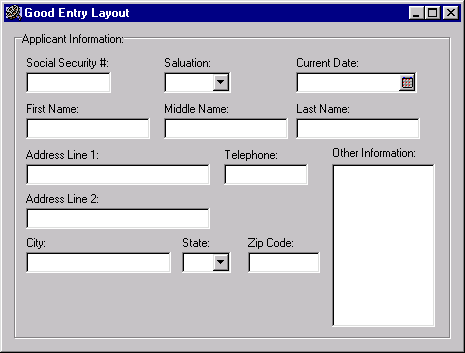 Good Entry Layout
Applicant Information:
Social Security #: Saluation: Current Date:
First Name: Middle Name: Last Name:
Address Line 1: Telephone: Other Information:
Address Line 2:
City: State: Zip Code: